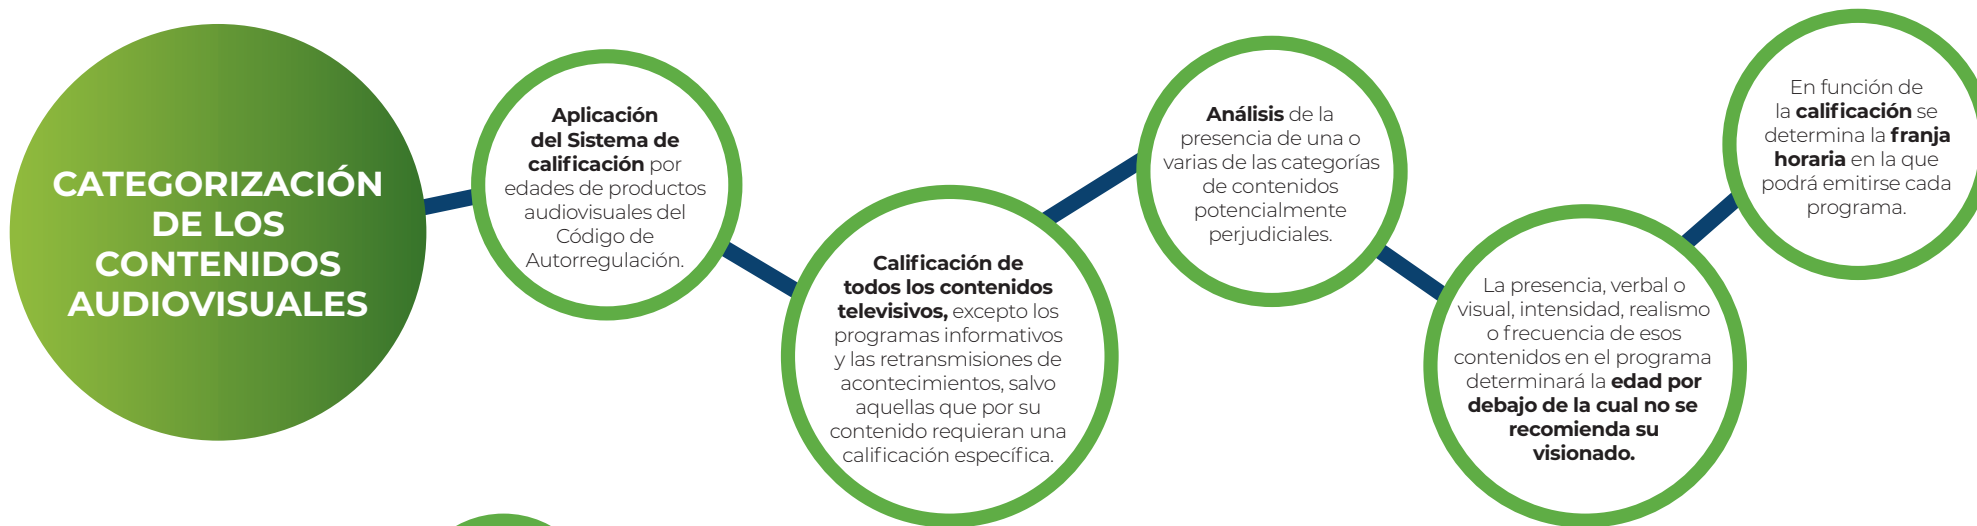 CATEGORIZACIÓN
DE LOS
CONTENIDOS
AUDIOVISUALES
Aplicación
del Sistema de
calificación por
edades de productos
audiovisuales del
Código de
Autorregulación.
Calificación de
todos los contenidos
televisivos, excepto los
programas informativos
y las retransmisiones de
acontecimientos, salvo
aquellas que por su
contenido requieran una
calificación específica.
Análisis de la
presencia de una o
varias de las categorías
de contenidos
potencialmente
perjudiciales.
La presencia, verbal o
visual, intensidad, realismo
o frecuencia de esos
contenidos en el programa
determinará la edad por
debajo de la cual no se
recomienda su
visionado.
En función de
la calificación se
determina la franja
horaria en la que
podrá emitirse cada
programa.